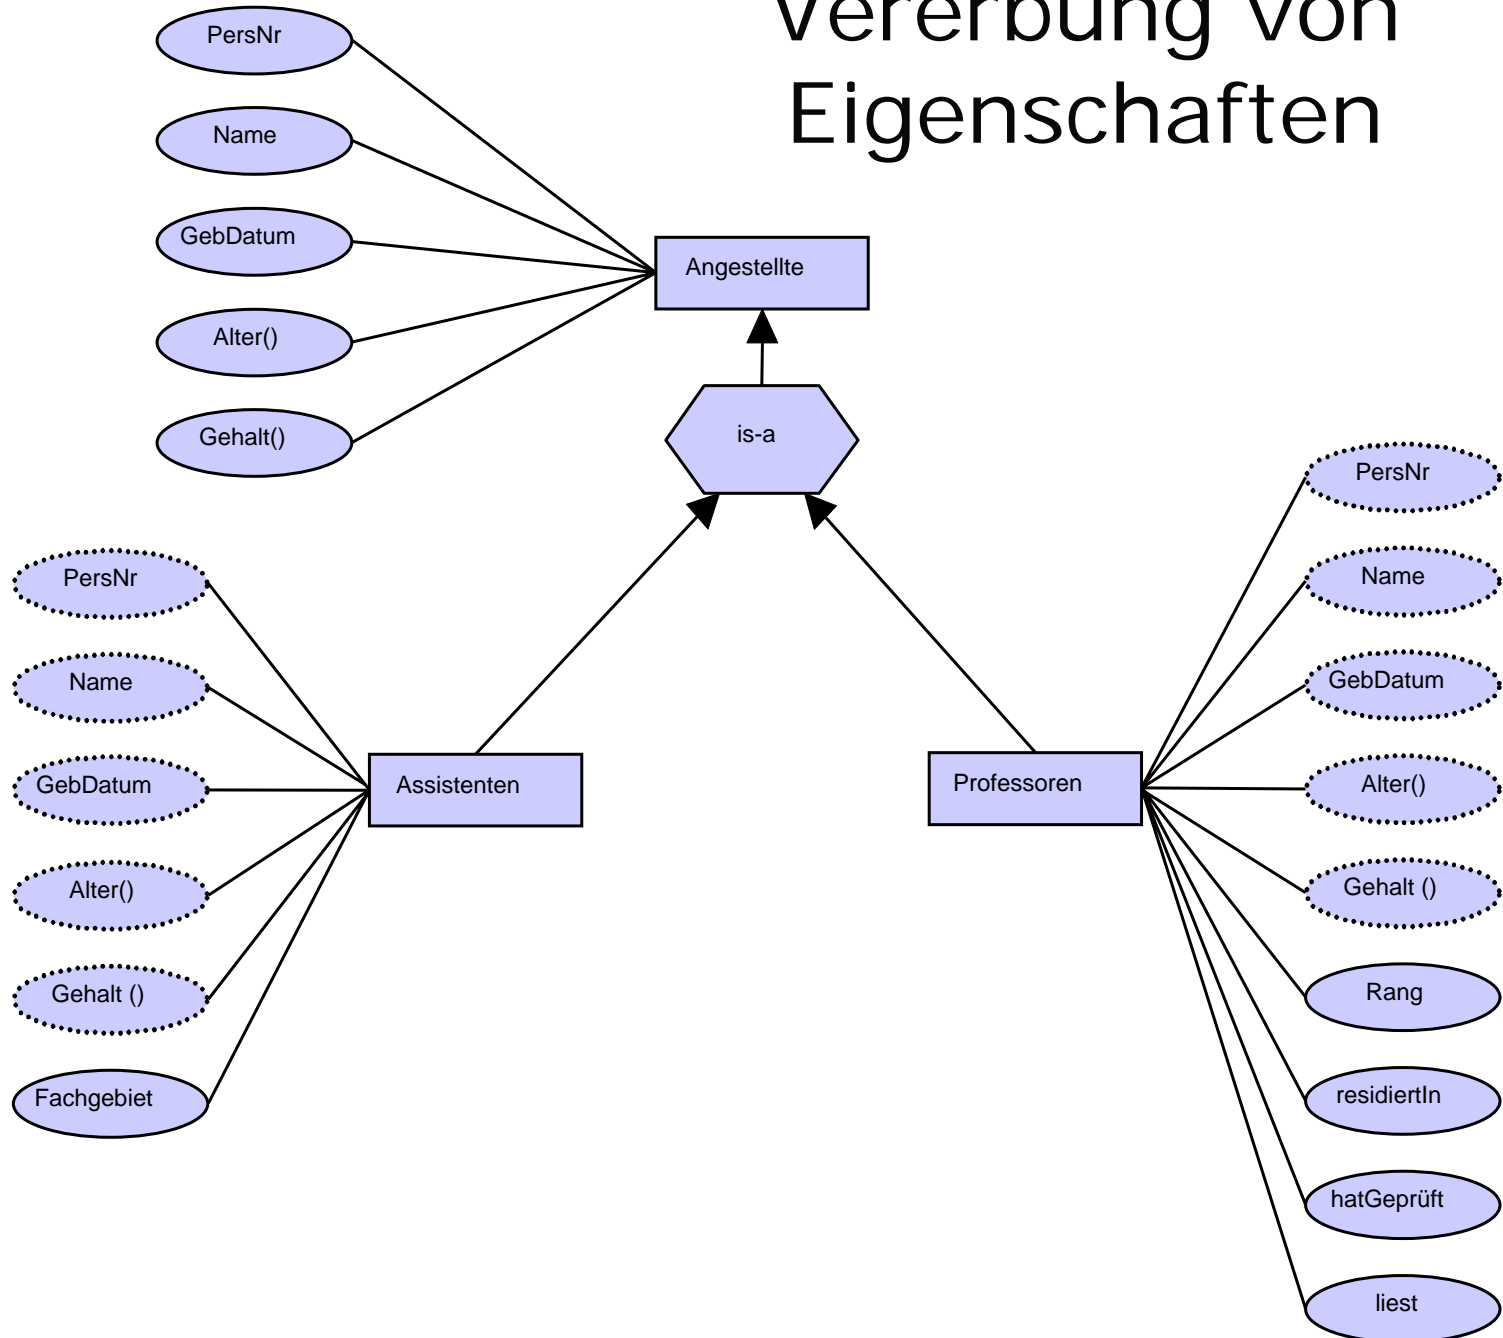 Vererbung von
Eigenschaften
PersNr
Name
GebDatum
Alter()
Gehalt()
Angestellte
is-a
PersNr
Name
GebDatum
Alter()
Gehalt ()
Fachgebiet
Assistenten
Professoren
PersNr
Name
GebDatum
Alter()
Gehalt ()
Rang
residiertIn
hatGeprüft
liest